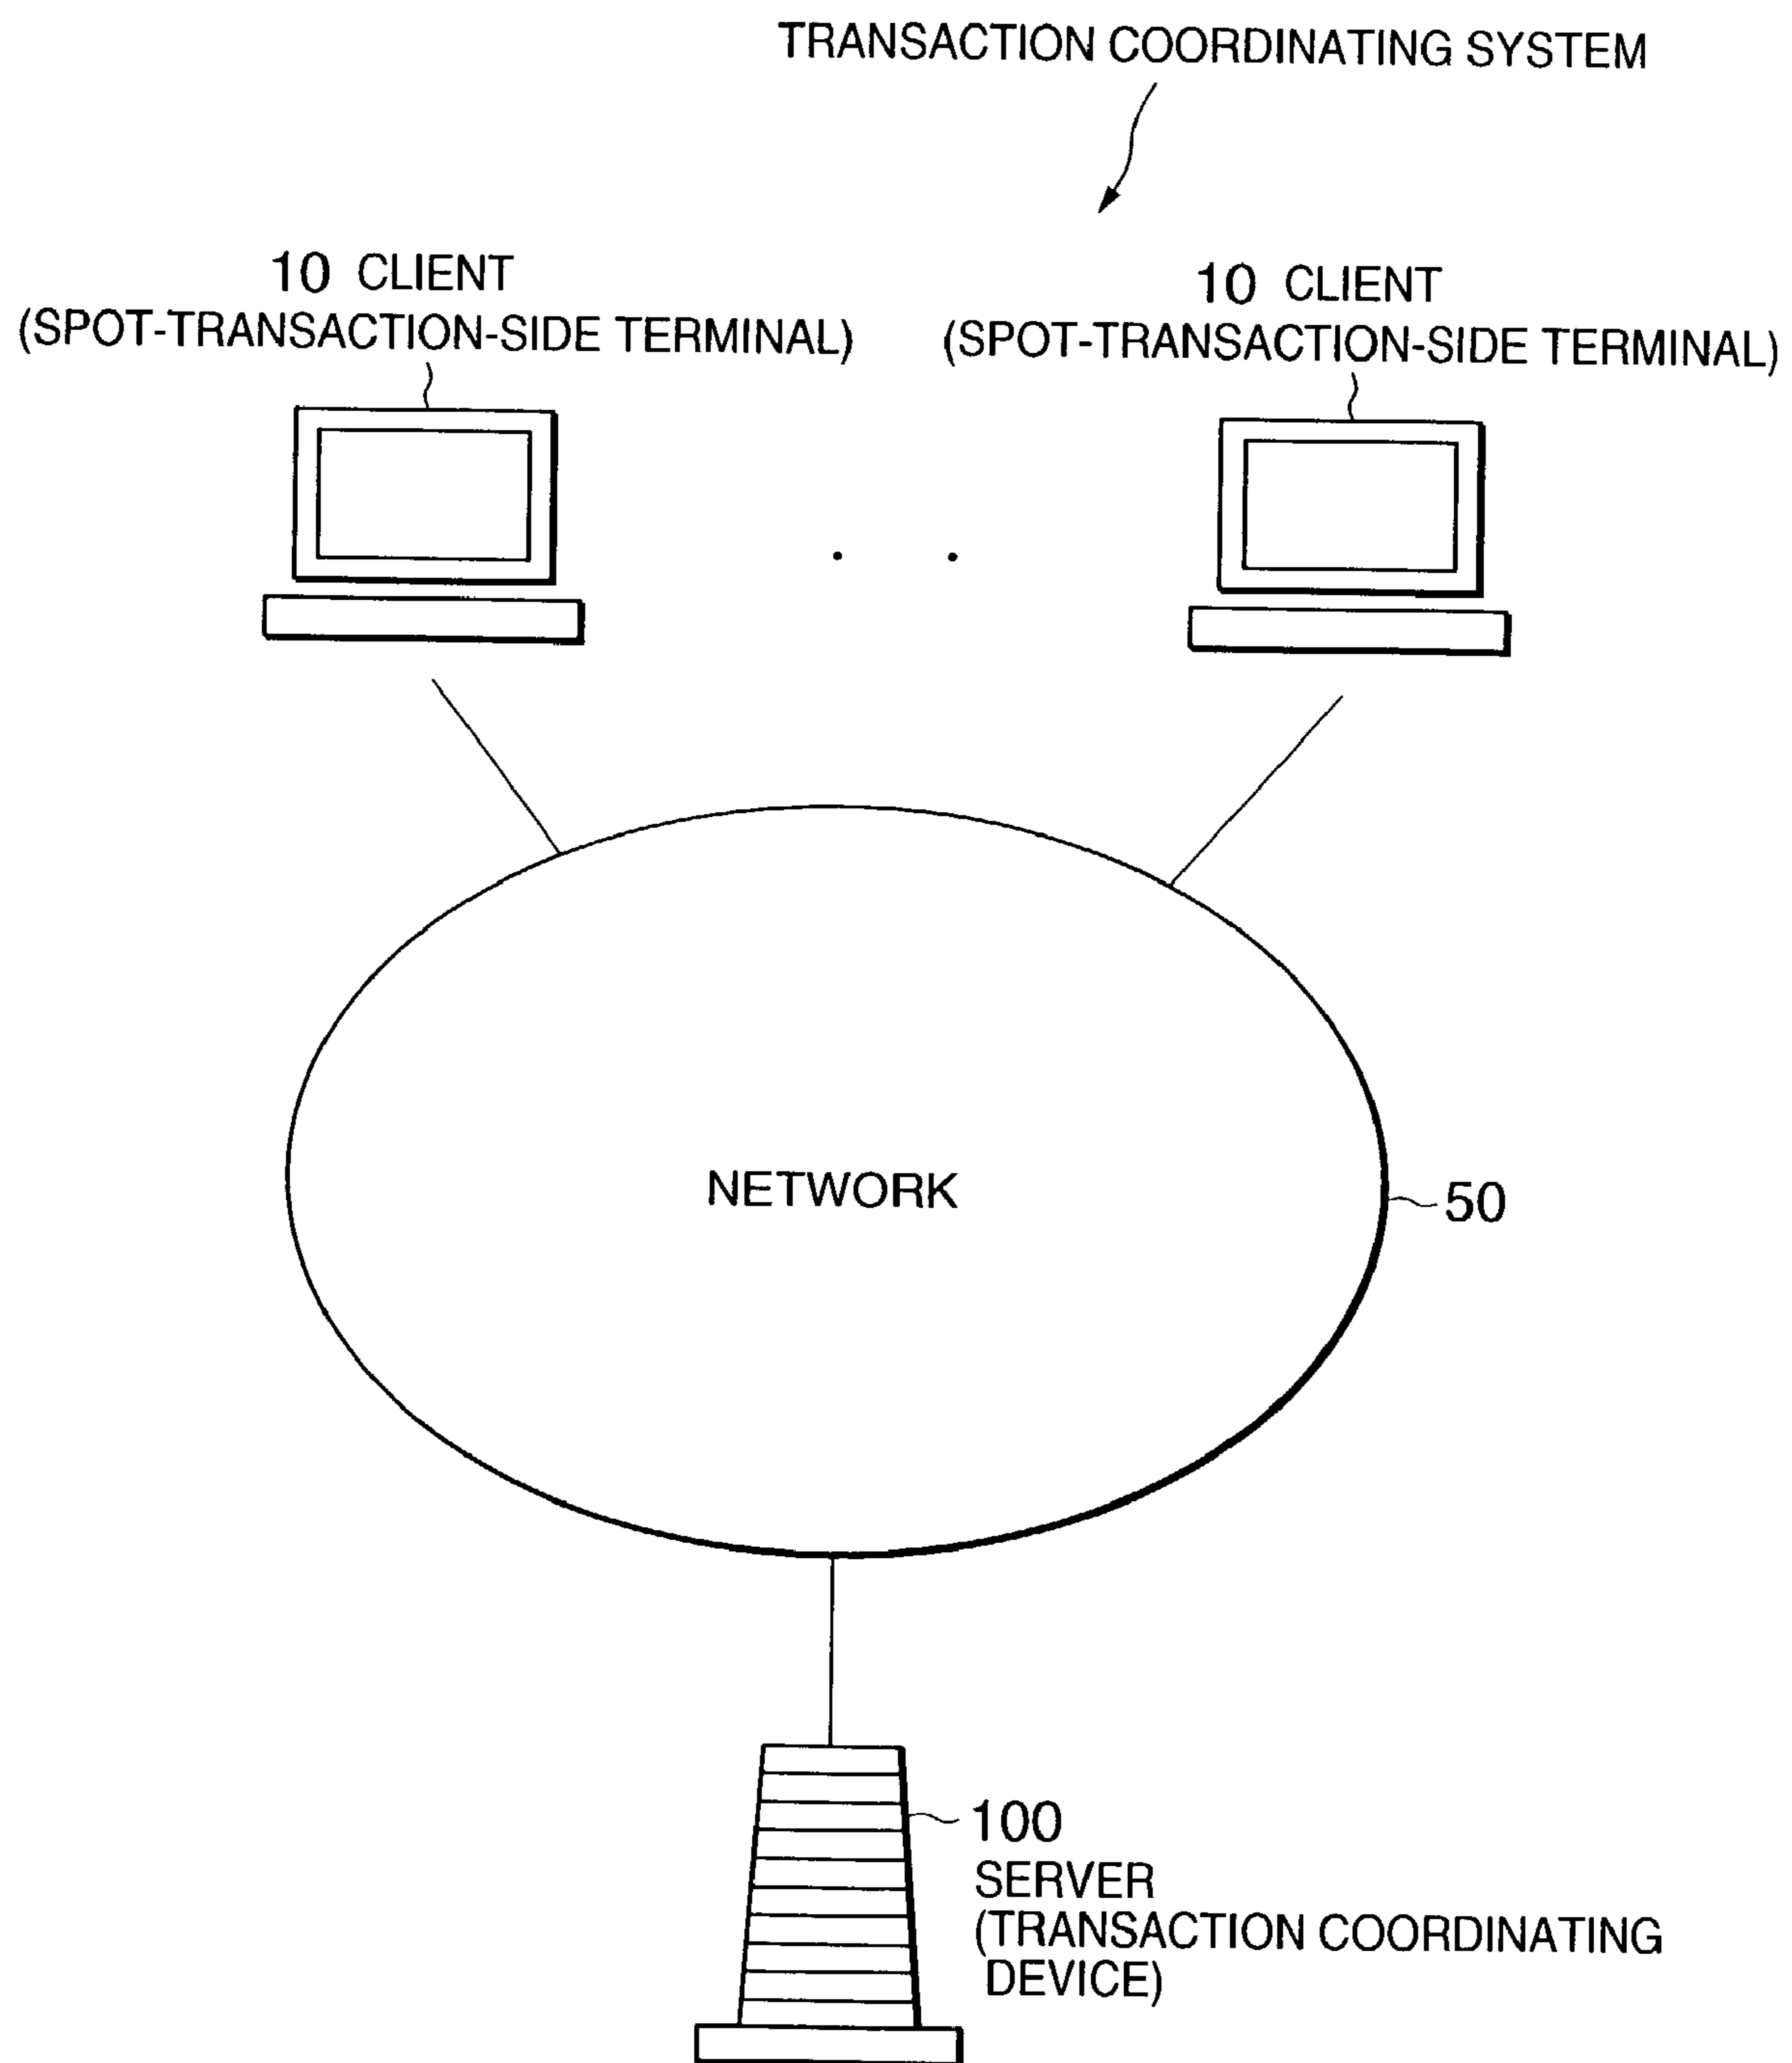 TRANSACTION COORDINATING SYSTEM
10 CLIENT
(SPOT-TRANSACTION-SIDE TERMINAL)
10 CLIENT
(SPOT-TRANSACTION-SIDE TERMINAL)
NETWORK
50
100
SERVER
(TRANSACTION COORDINATING
DEVICE)